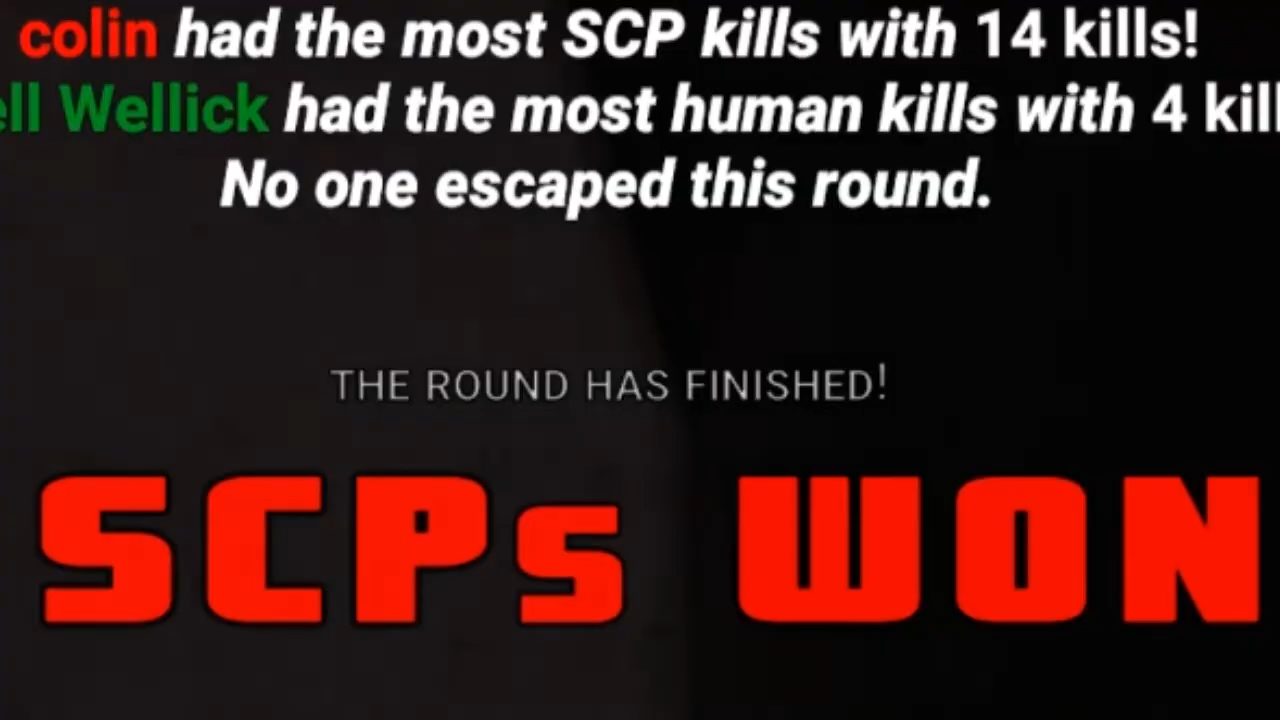 colin had the most SCP kills with 14 kills!
Wellick had the most human kills with 4
No one escaped this round.
THE ROUND HAS FINISHED!
SCPs WON